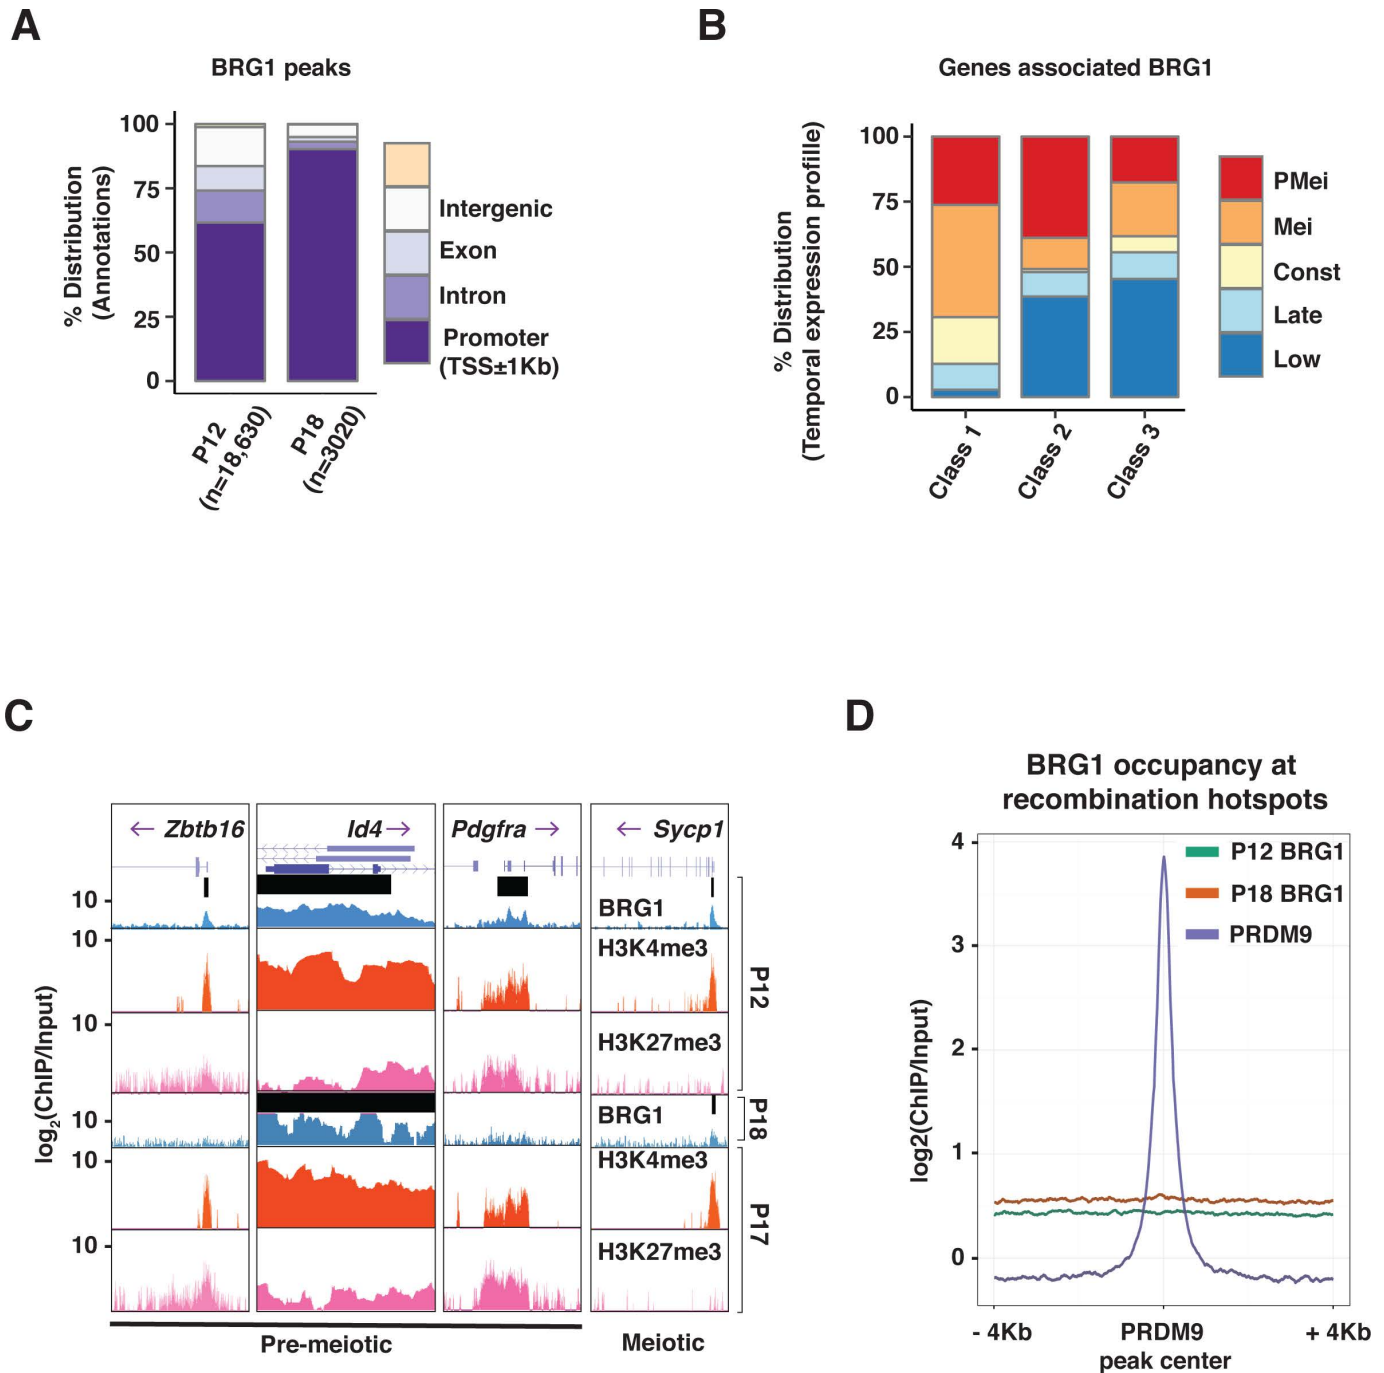 A
BRG1 peaks
100
75
50
25
0
% Distribution
(Annotations)
Intergenic
Exon
Intron
Promoter
(TSS±1Kb)
P12
(n=18,630)
P18
(n=3020)
B
Genes associated BRG1
100
75
50
25
0
% Distribution
(Temporal expression profille)
PMei
Mei
Const
Late
Low
Class 1
Class 2
Class 3
C
Zbtb16
Id4
Pdgfra
Sycp1
log2(ChIP/Input)
10
BRG1
10
H3K4me3
10
H3K27me3
P12
10
BRG1
P18
10
H3K4me3
10
H3K27me3
P17
Pre-meiotic
Meiotic
D
BRG1 occupancy at
recombination hotspots
4
3
2
1
0
log2(ChIP/Input)
P12 BRG1
P18 BRG1
PRDM9
- 4Kb
PRDM9
peak center
+ 4Kb